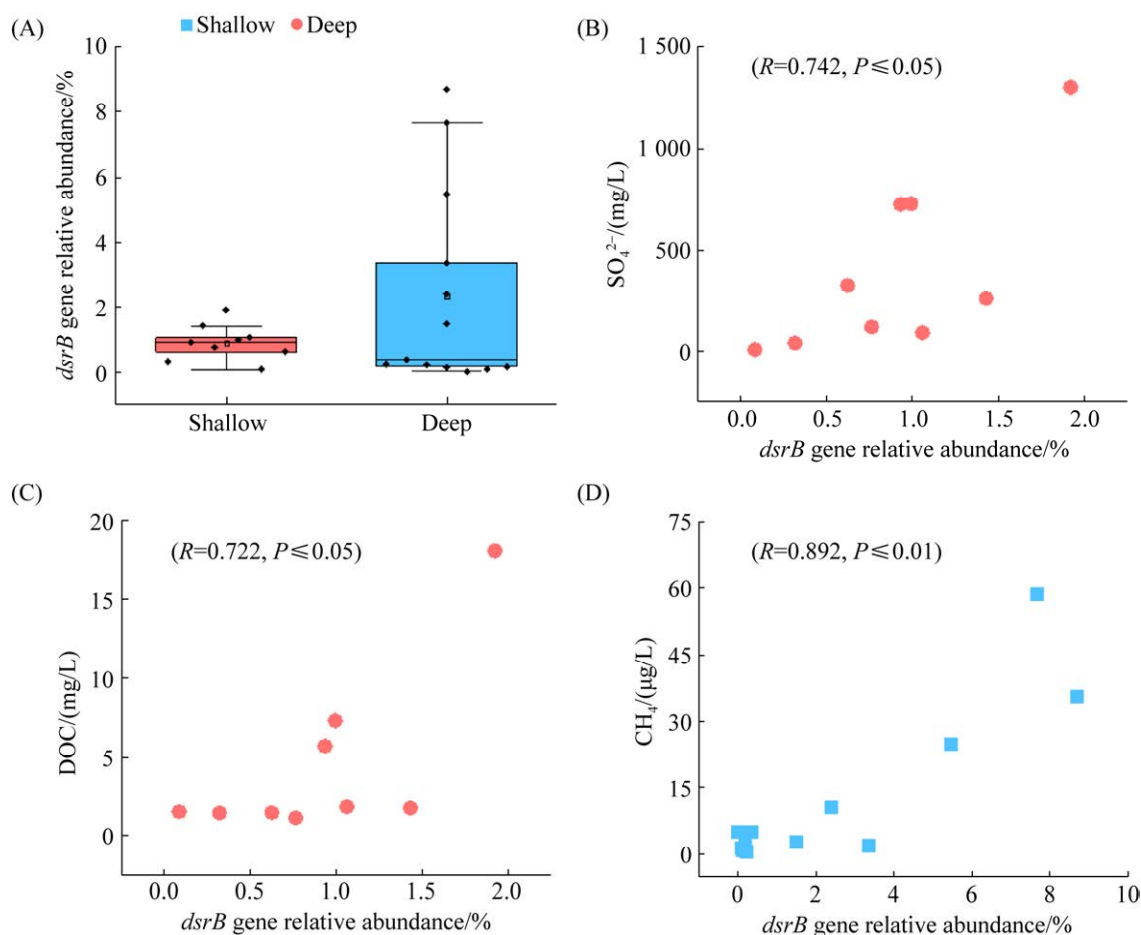 (A)
Shallow Deep
dsrB gene relative abundance/%
10
8
6
4
2
0
Shallow Deep
(B)
(R=0.742, P≤0.05)
SO₄²⁻/(mg/L)
1 500
1 000
500
0
0.0 0.5 1.0 1.5 2.0
dsrB gene relative abundance/%
(C)
(R=0.722, P≤0.05)
DOC/(mg/L)
20
15
10
5
0
0.0 0.5 1.0 1.5 2.0
dsrB gene relative abundance/%
(D)
(R=0.892, P≤0.01)
CH₄/(μg/L)
75
60
45
30
15
0
0 2 4 6 8 10
dsrB gene relative abundance/%